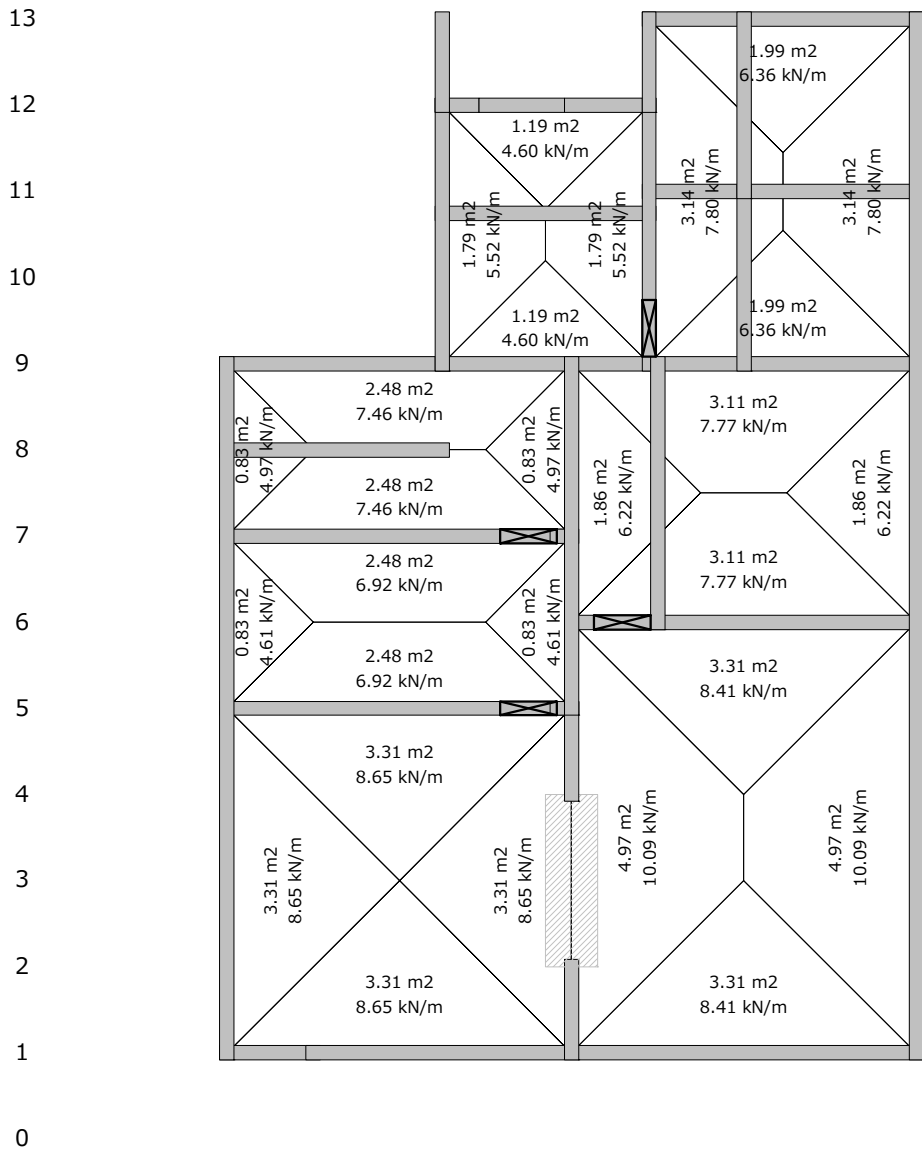 13
1.99 m2
6.36 kN/m
12
1.19 m2
4.60 kN/m
11
3.14 m2
7.80 kN/m
3.14 m2
7.80 kN/m
1.79 m2
5.52 kN/m
1.79 m2
5.52 kN/m
10
1.19 m2
4.60 kN/m
1.99 m2
6.36 kN/m
9
2.48 m2
7.46 kN/m
3.11 m2
7.77 kN/m
8
0.83 m2
4.97 kN/m
0.83 m2
4.97 kN/m
2.48 m2
7.46 kN/m
1.86 m2
6.22 kN/m
1.86 m2
6.22 kN/m
7
2.48 m2
6.92 kN/m
3.11 m2
7.77 kN/m
6
0.83 m2
4.61 kN/m
0.83 m2
4.61 kN/m
2.48 m2
6.92 kN/m
3.31 m2
8.41 kN/m
5
3.31 m2
8.65 kN/m
4
4.97 m2
10.09 kN/m
4.97 m2
10.09 kN/m
3
3.31 m2
8.65 kN/m
3.31 m2
8.65 kN/m
2
3.31 m2
8.65 kN/m
3.31 m2
8.41 kN/m
1
0